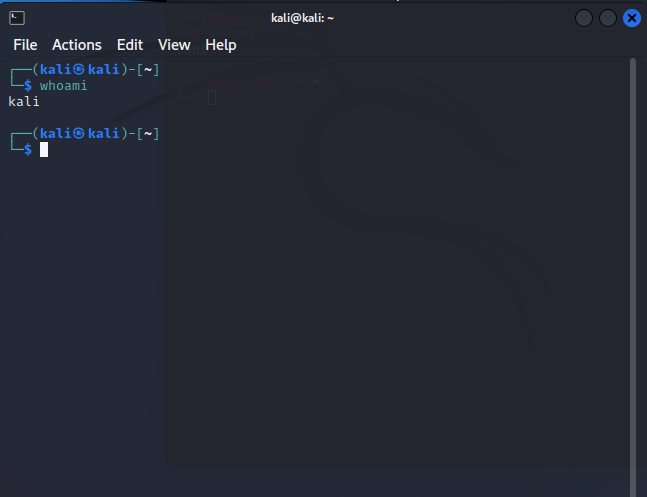 kali@kali: ~
File Actions Edit View Help
┌──(kali㉿kali)-[~]
└─$ whoami
kali
┌──(kali㉿kali)-[~]
└─$